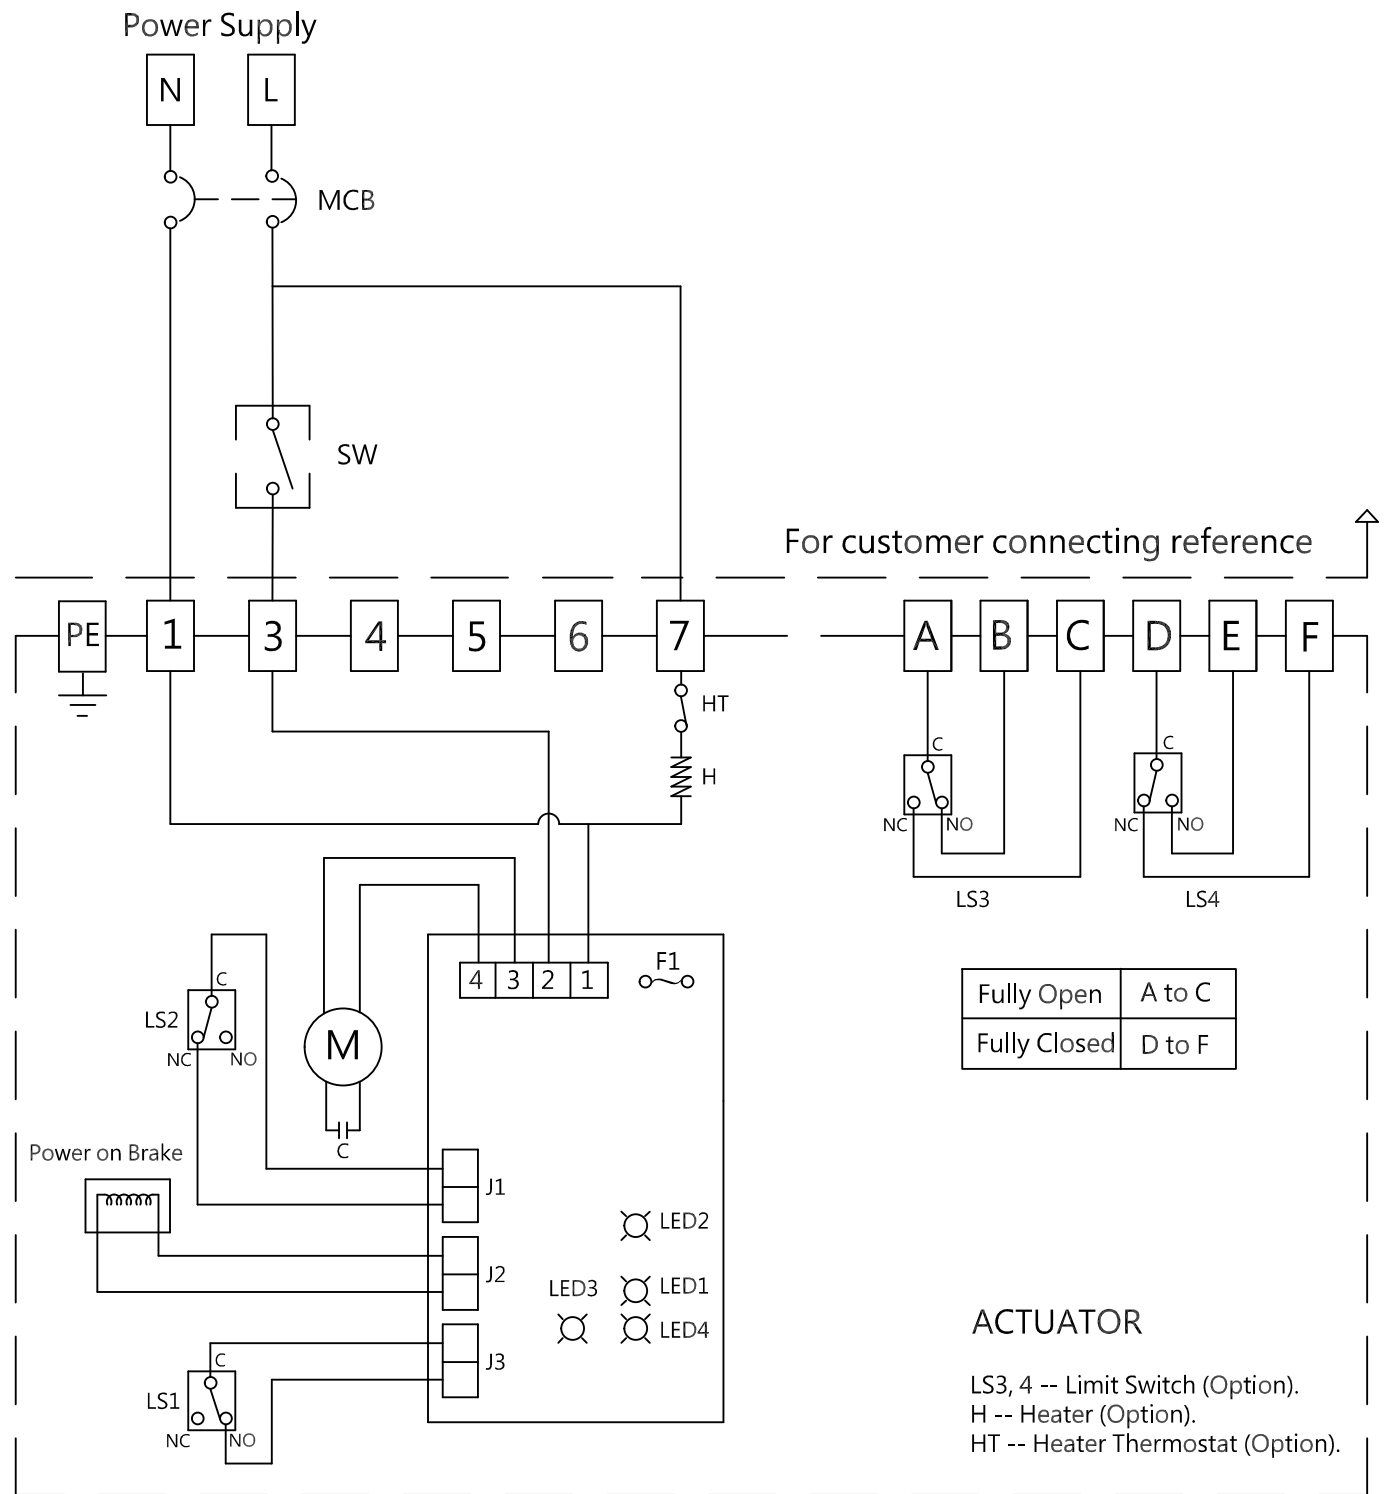 Power Supply
N L
MCB
SW
For customer connecting reference
PE 1 3 4 5 6 7 A B C D E F
HT
H
C C
NC NO NC NO
LS3 LS4
4 3 2 1 F1
C
LS2
NC NO
M
C
Fully Open A to C
Fully Closed D to F
Power on Brake
J1
LED2
J2
LED3 LED1
LED4
J3
C
LS1
NC NO
ACTUATOR
LS3, 4 -- Limit Switch (Option).
H -- Heater (Option).
HT -- Heater Thermostat (Option).